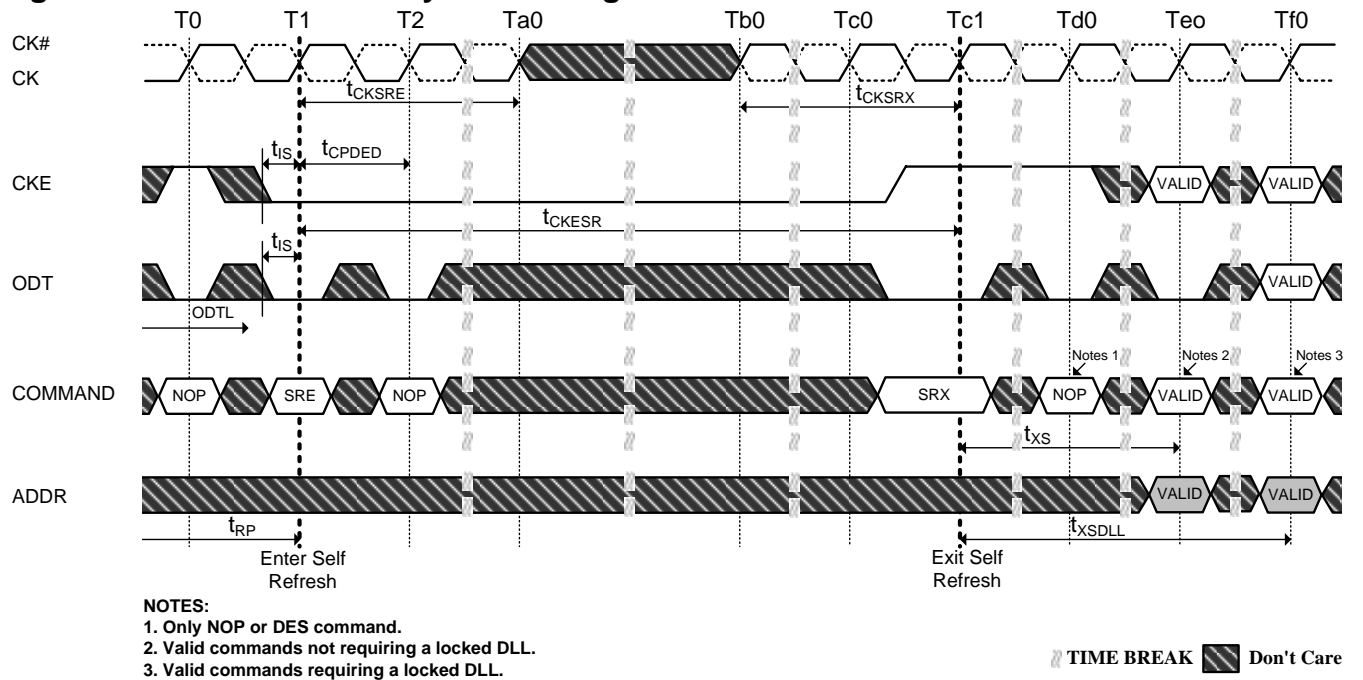 T0 T1 T2 Ta0 Tb0 Tc0 Tc1 Td0 Te0 Tf0
CK#
CK
tCKSRE tCKSRX
tIS tCPDED
CKE VALID VALID
tCKESR
tIS
ODT VALID
ODTL
Notes 1 Notes 2 Notes 3
COMMAND NOP SRE NOP SRX NOP VALID VALID
tXS
ADDR VALID VALID
tRP tXSDLL
Enter Self Exit Self
Refresh Refresh
NOTES:
1. Only NOP or DES command.
2. Valid commands not requiring a locked DLL.
3. Valid commands requiring a locked DLL.
TIME BREAK Don't Care